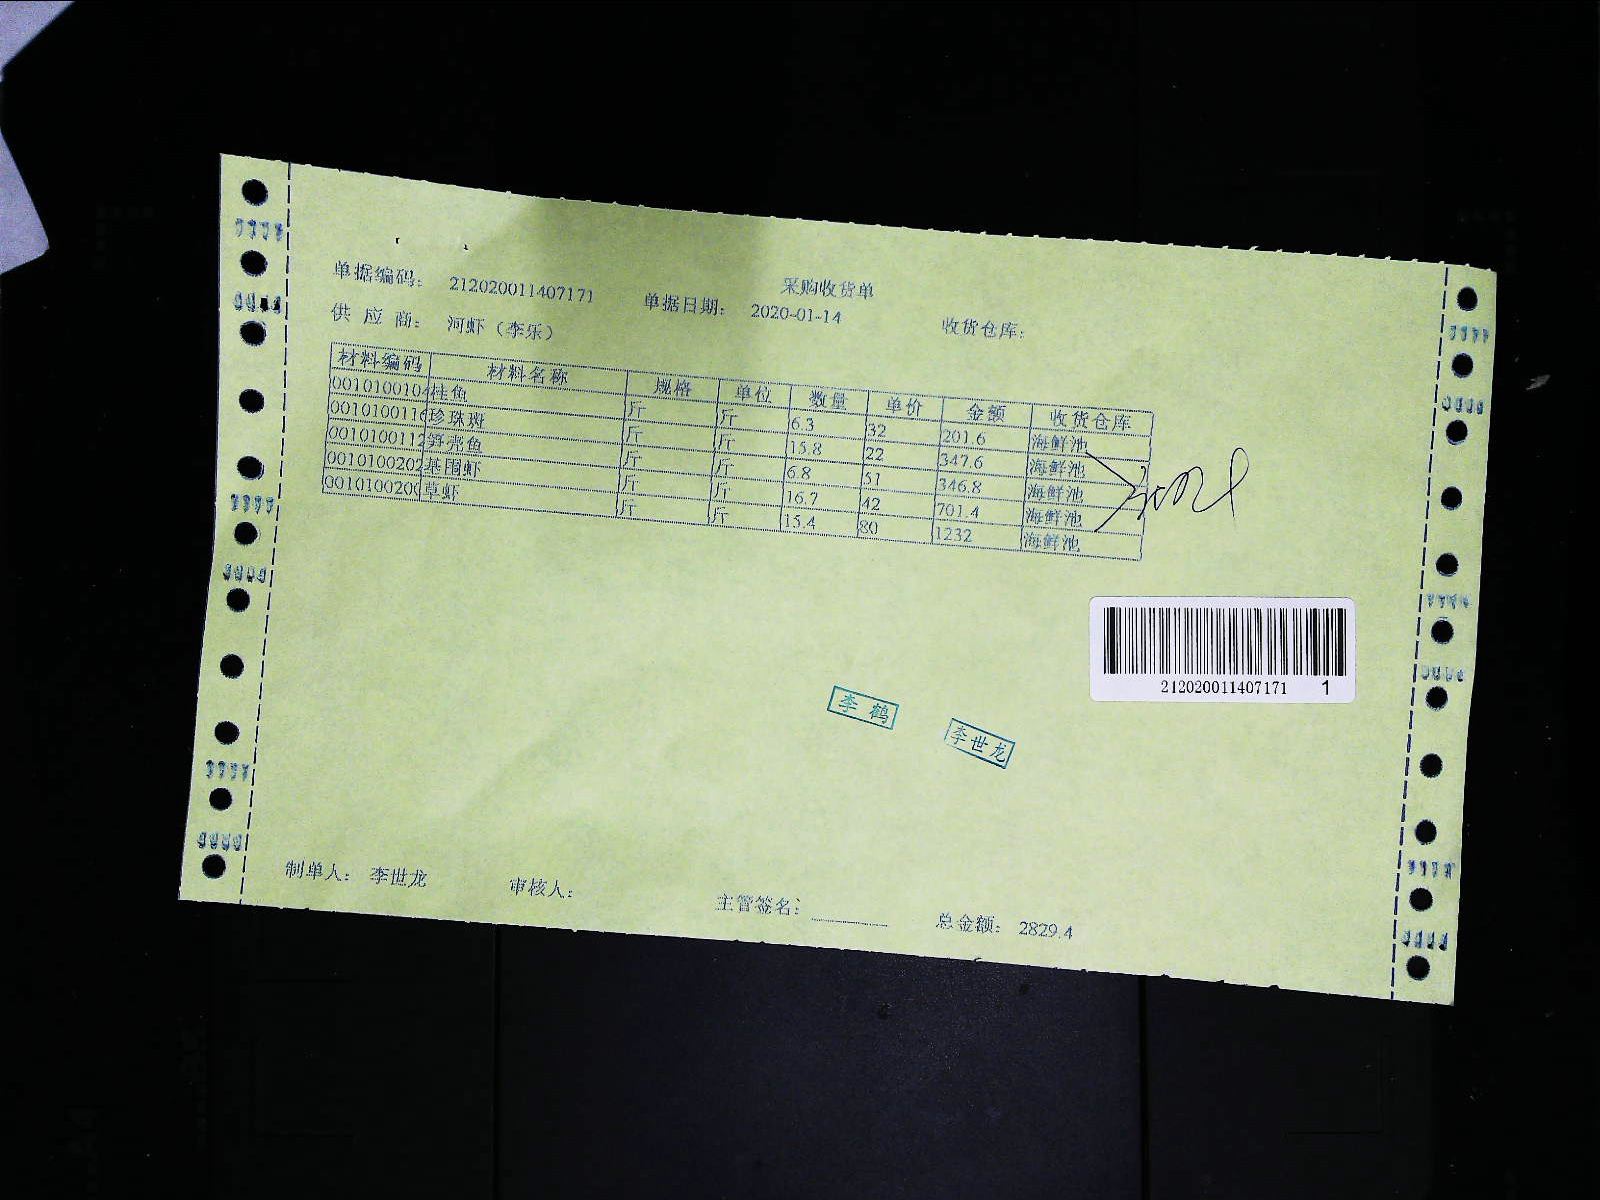 采购收货单
单据编码: 212020011407171 单据日期: 2020-01-14 收货仓库:
供 应 商: 河虾（李乐）
材料编码 材料名称 规格 单位 数量 单价 金额 收货仓库
0010100104 桂鱼 斤 斤 6.3 32 201.6 海鲜池
0010100116 珍珠斑 斤 斤 15.8 22 347.6 海鲜池
0010100112 笋壳鱼 斤 斤 6.8 51 346.8 海鲜池
0010100202 基围虾 斤 斤 16.7 42 701.4 海鲜池
0010100200 草虾 斤 斤 15.4 80 1232 海鲜池
212020011407171 1
李鹤
李世龙
制单人: 李世龙 审核人: 主管签名: 总金额: 2829.4